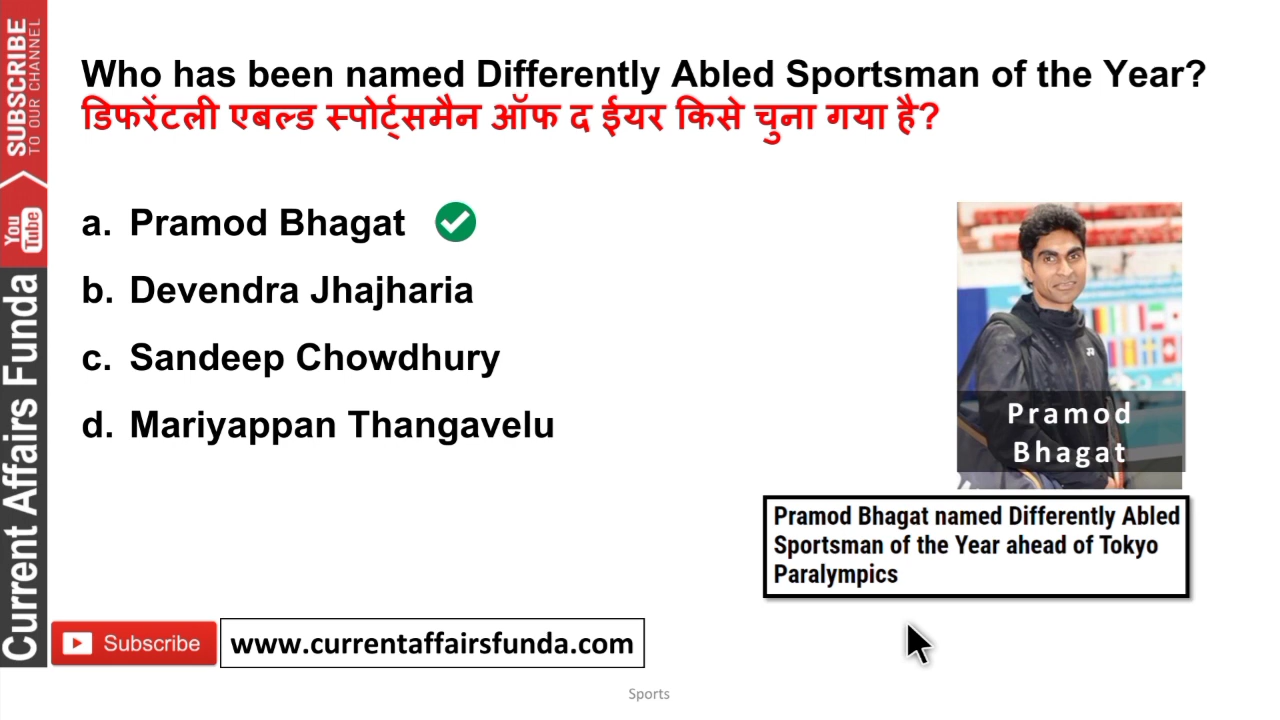 SUBSCRIBE
TO OUR CHANNEL
You Tube
Current Affairs Funda
Who has been named Differently Abled Sportsman of the Year?
डिफरेंटली एबल्ड स्पोर्ट्समैन ऑफ द ईयर किसे चुना गया है?
a. Pramod Bhagat
b. Devendra Jhajharia
c. Sandeep Chowdhury
d. Mariyappan Thangavelu
Pramod
Bhagat
Pramod Bhagat named Differently Abled
Sportsman of the Year ahead of Tokyo
Paralympics
Subscribe
www.currentaffairsfunda.com
Sports